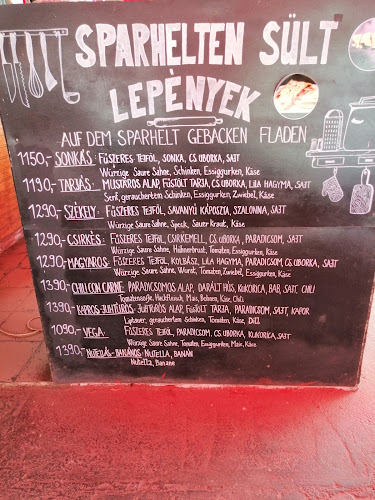 SPARHELTEN SÜLT
LEPÈNYEK
AUF DEM SPARHELT GEBACKEN FLADEN
1150,- SONKÁS: FŰSZERES TEJFÖL, SONKA, CS. UBORKA, SAJT
Würzige Saure Sahne, Schinken, Essiggurken, Käse
1190,- TARJÁS: MUSTÁROS ALAP, FÜSTÖLT TARJA, CS. UBORKA, LILA HAGYMA, SAJT
Senf, geräuchertem Schinken, Essiggurken, Zwiebel, Käse
1290,- SZÉKELY: FŰSZERES TEJFÖL, SAVANYÚ KÁPOSZTA, SZALONNA, SAJT
Würzige Saure Sahne, Speck, Sauerkraut, Käse
1290,- CSIRKÉS: FŰSZERES TEJFÖL, CSIRKEMELL, CS. UBORKA, PARADICSOM, SAJT
Würzige Saure Sahne, Hühnerbrust, Tomaten, Essiggurken, Käse
1290,- MAGYAROS: FŰSZERES TEJFÖL, KOLBÁSZ, LILA HAGYMA, PARADICSOM, CS. UBORKA, SAJT
Würzige Saure Sahne, Wurst, Tomaten, Zwiebel, Essiggurken, Käse
1390,- CHILI CON CARNE: PARADICSOMOS ALAP, DARÁLT HÚS, KUKORICA, BAB, SAJT, CHILI
Tomatensoße, Hackfleisch, Mais, Bohnen, Käse, Chili
1390,- KAPROS-JUHTÚRÓS: JUHTÚRÓS ALAP, FÜSTÖLT TARJA, PARADICSOM, SAJT, KAPOR
Liptauer, geräuchertem Schinken, Tomaten, Käse, Dill
1090,- VEGA: FŰSZERES TEJFÖL, PARADICSOM, CS. UBORKA, KUKORICA, SAJT
Würzige Saure Sahne, Tomaten, Essiggurken, Mais, Käse
1390,- NUTELLÁS-BANÁNOS: NUTELLA, BANÁN
Nutella, Banane